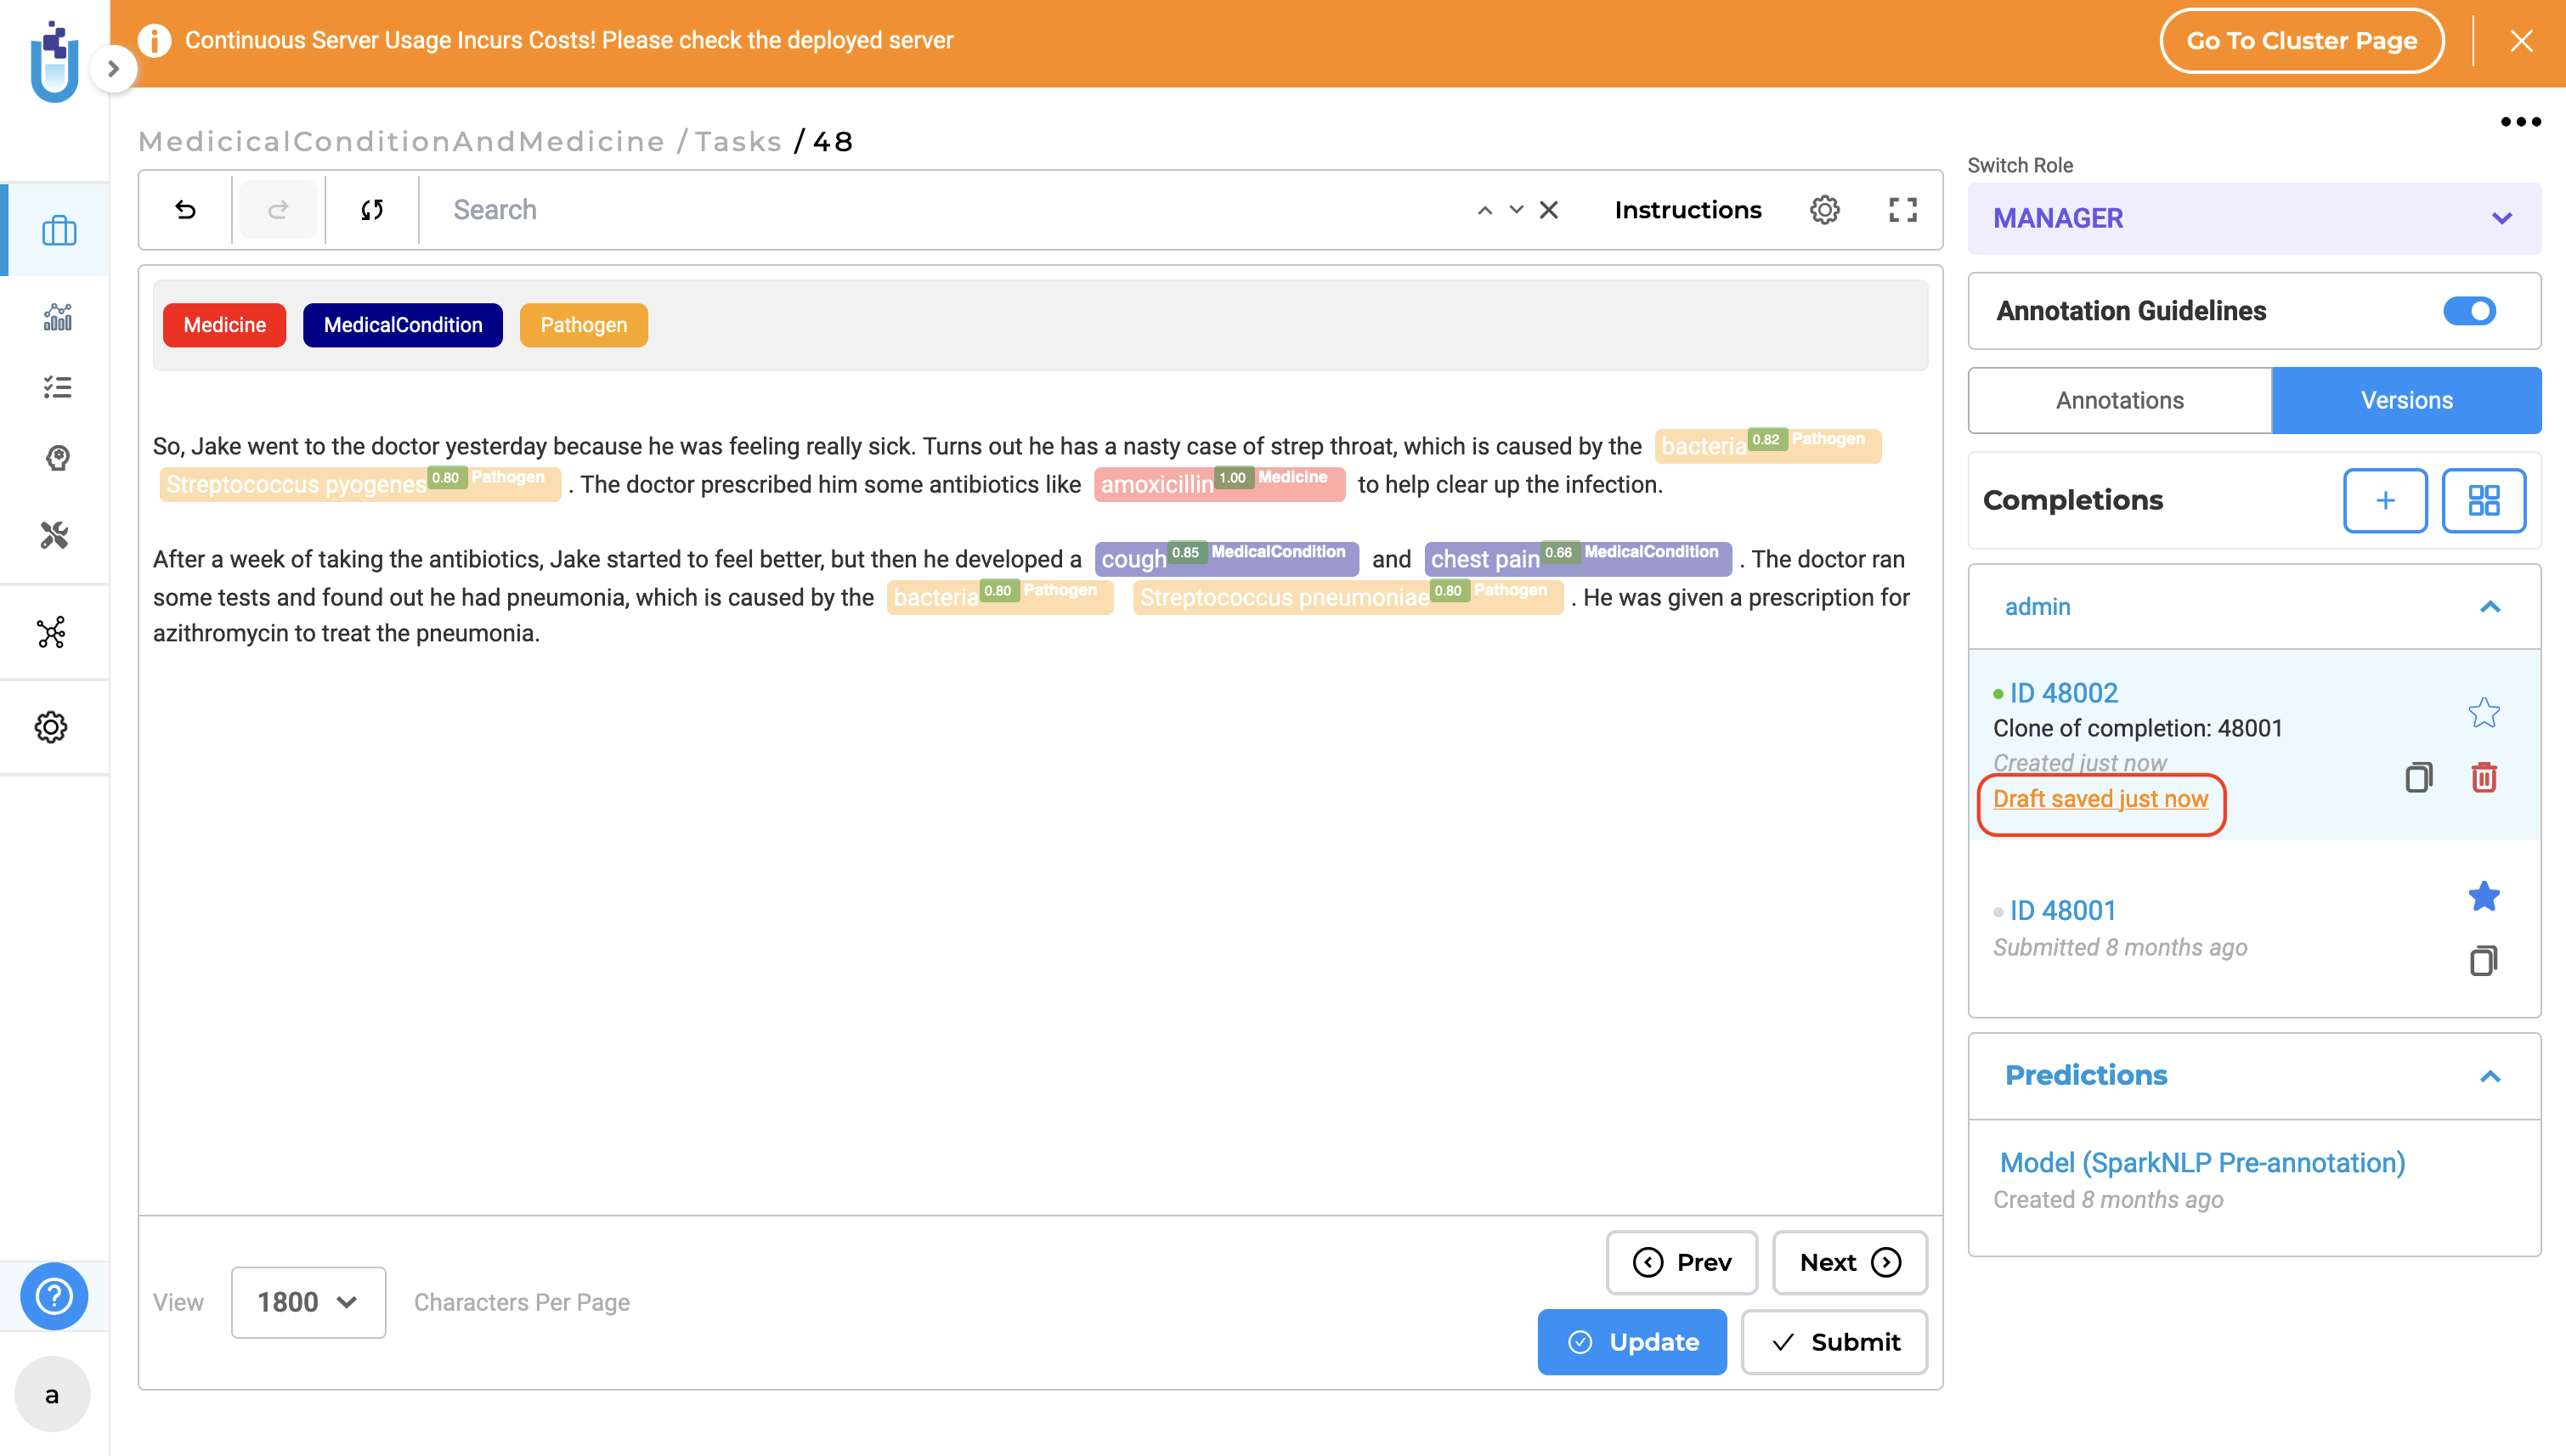 Continuous Server Usage Incurs Costs! Please check the deployed server
Go To Cluster Page
MedicicalConditionAndMedicine / Tasks / 48
Search
Instructions
Switch Role
MANAGER
Annotation Guidelines
Annotations
Versions
Medicine
MedicalCondition
Pathogen
So, Jake went to the doctor yesterday because he was feeling really sick. Turns out he has a nasty case of strep throat, which is caused by the bacteria 0.82 Pathogen
Streptococcus pyogenes 0.80 Pathogen . The doctor prescribed him some antibiotics like amoxicillin 1.00 Medicine to help clear up the infection.
After a week of taking the antibiotics, Jake started to feel better, but then he developed a cough 0.85 MedicalCondition and chest pain 0.66 MedicalCondition . The doctor ran
some tests and found out he had pneumonia, which is caused by the bacteria 0.80 Pathogen Streptococcus pneumoniae 0.80 Pathogen . He was given a prescription for
azithromycin to treat the pneumonia.
Completions
admin
ID 48002
Clone of completion: 48001
Created just now
Draft saved just now
ID 48001
Submitted 8 months ago
Predictions
Model (SparkNLP Pre-annotation)
Created 8 months ago
Prev
Next
View
1800
Characters Per Page
Update
Submit
a